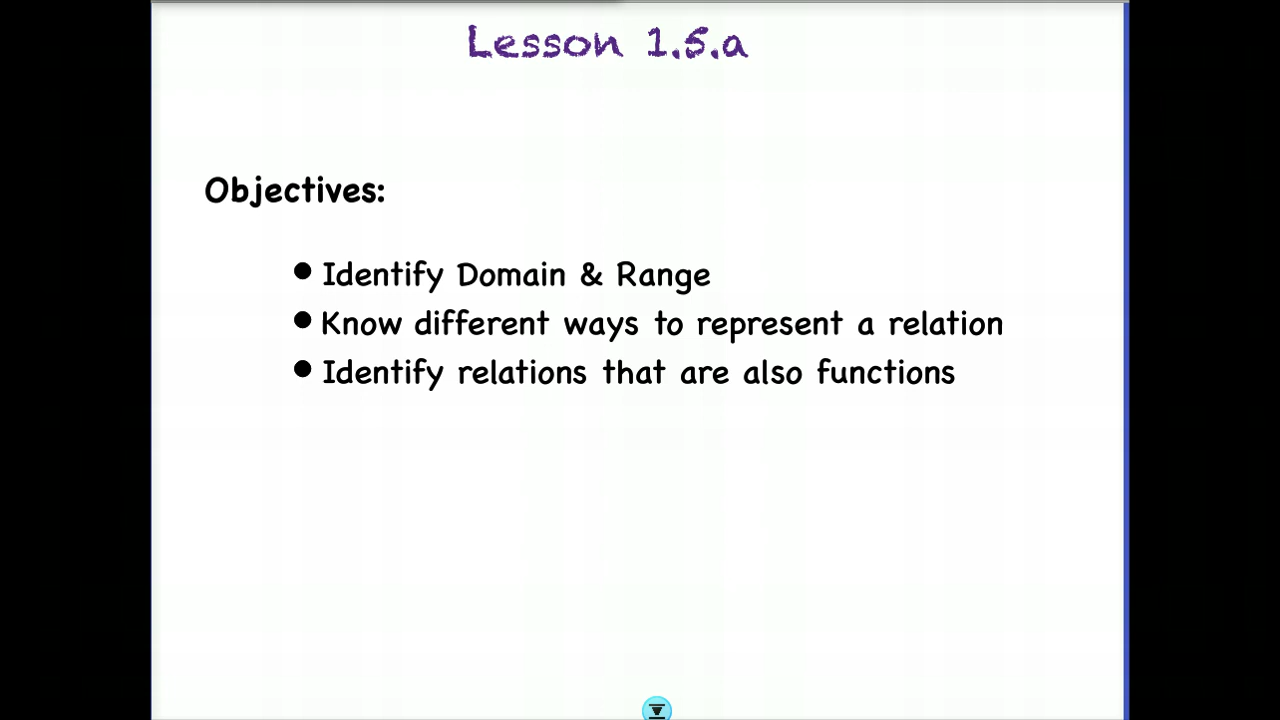 Lesson 1.5.a
Objectives:
● Identify Domain & Range
● Know different ways to represent a relation
● Identify relations that are also functions